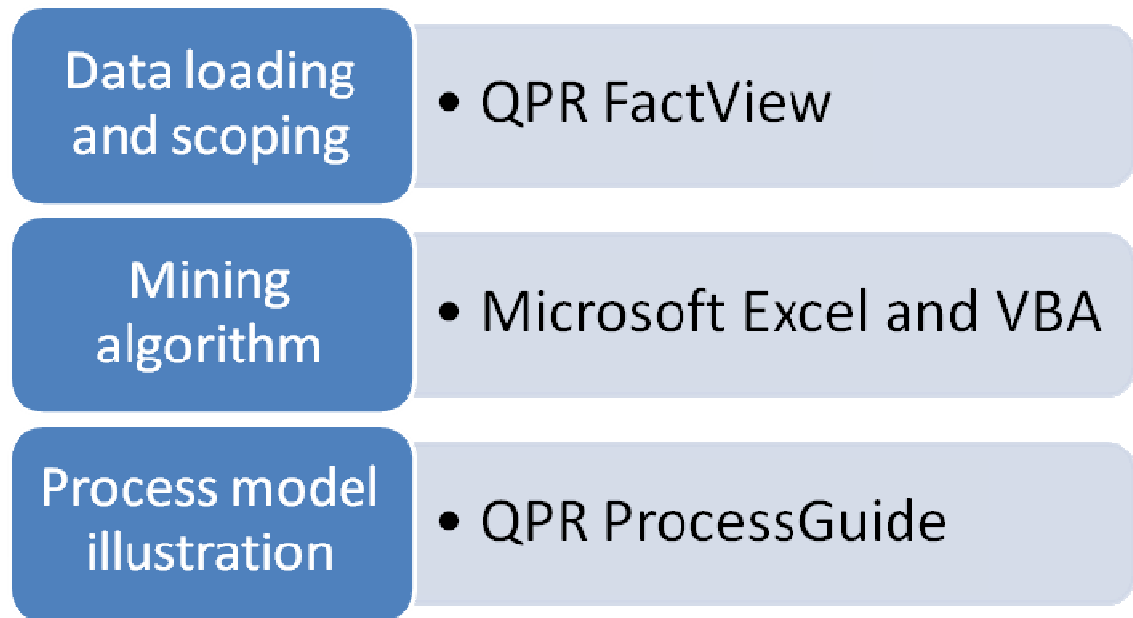 Data loading
and scoping
• QPR FactView
Mining
algorithm
• Microsoft Excel and VBA
Process model
illustration
• QPR ProcessGuide